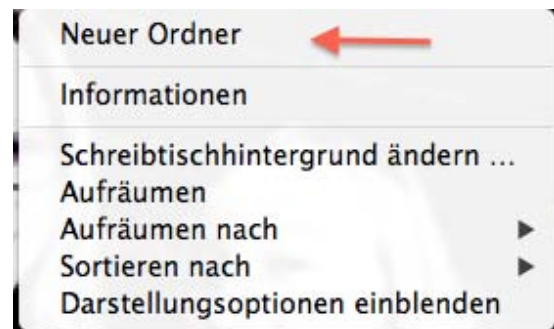 Neuer Ordner
Informationen
Schreibtischhintergrund ändern ...
Aufräumen
Aufräumen nach
Sortieren nach
Darstellungsoptionen einblenden